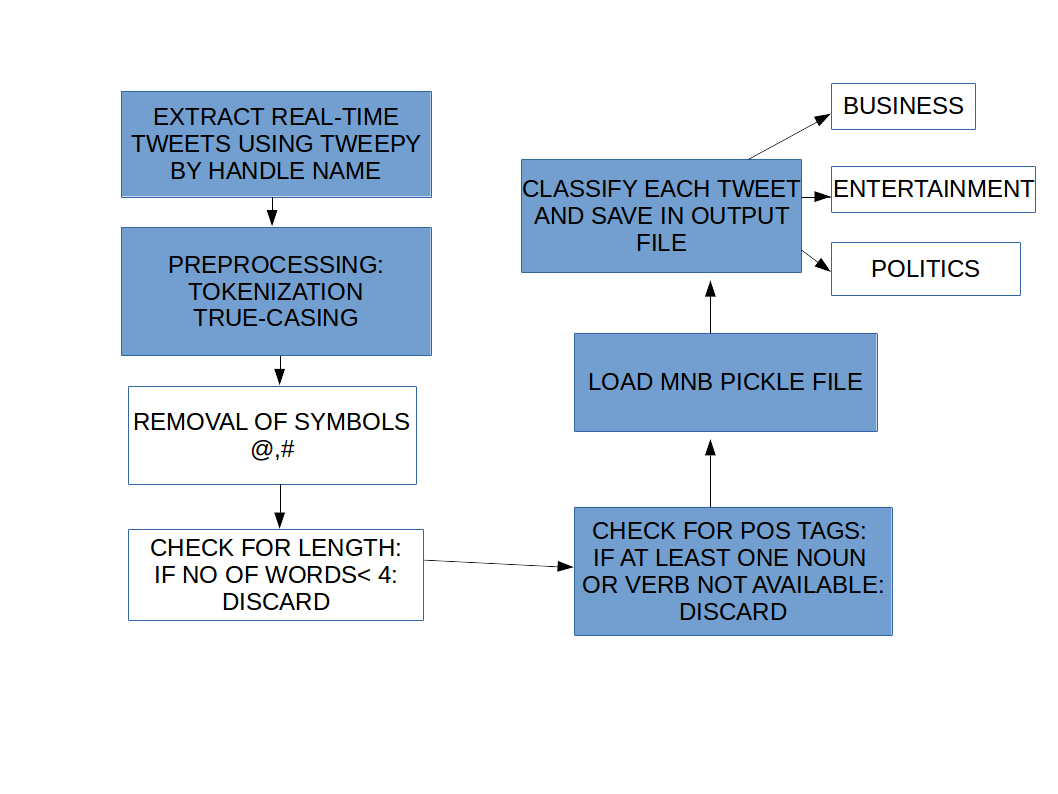 EXTRACT REAL-TIME
TWEETS USING TWEEPY
BY HANDLE NAME
PREPROCESSING:
TOKENIZATION
TRUE-CASING
REMOVAL OF SYMBOLS
@,#
CHECK FOR LENGTH:
IF NO OF WORDS< 4:
DISCARD
CHECK FOR POS TAGS:
IF AT LEAST ONE NOUN
OR VERB NOT AVAILABLE:
DISCARD
LOAD MNB PICKLE FILE
CLASSIFY EACH TWEET
AND SAVE IN OUTPUT
FILE
BUSINESS
ENTERTAINMENT
POLITICS